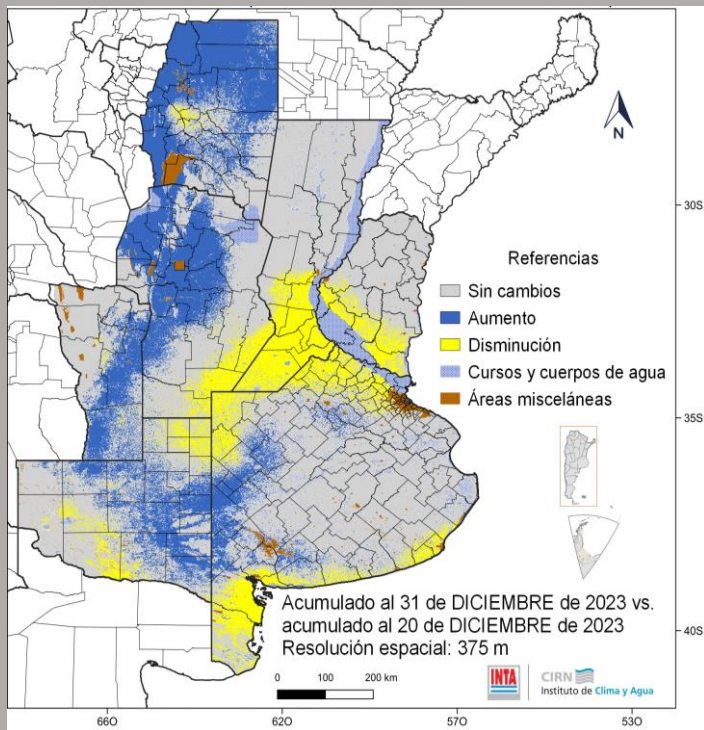 N
30S
Referencias
Sin cambios
Aumento
Disminución
Cursos y cuerpos de agua
Áreas misceláneas
35S
Acumulado al 31 de DICIEMBRE de 2023 vs.
acumulado al 20 de DICIEMBRE de 2023
Resolución espacial: 375 m
40S
0 100 200 km
INTA
CIRN
Instituto de Clima y Agua
66O 62O 57O 53O